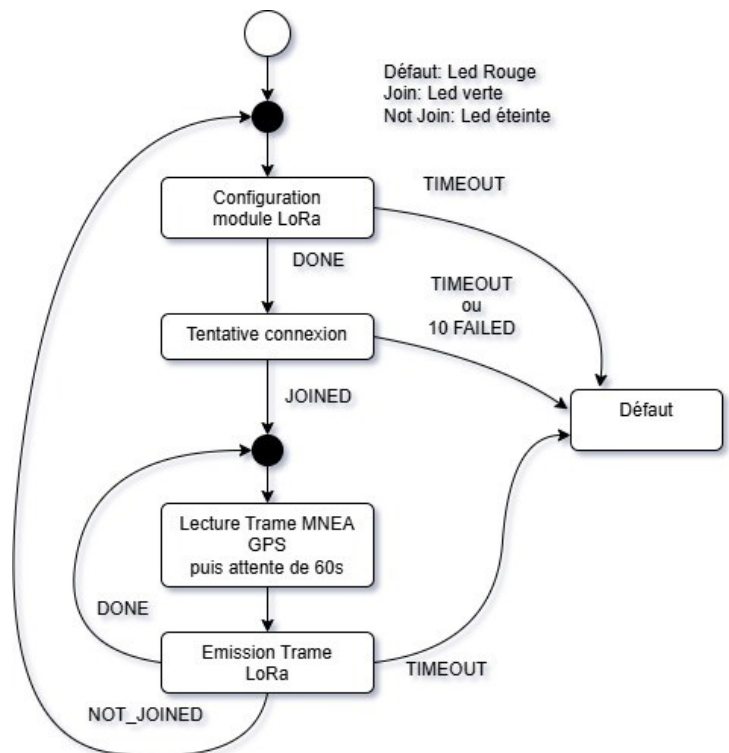 Défaut: Led Rouge
Join: Led verte
Not Join: Led éteinte
TIMEOUT
Configuration
module LoRa
DONE
TIMEOUT
ou
10 FAILED
Tentative connexion
JOINED
Défaut
Lecture Trame MNEA
GPS
puis attente de 60s
DONE
Emission Trame
LoRa
TIMEOUT
NOT_JOINED